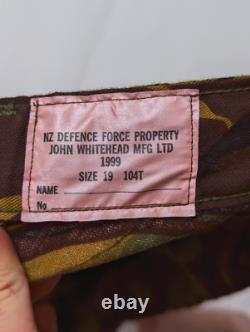 NZ DEFENCE FORCE PROPERTY
JOHN WHITEHEAD MFG LTD
1999
SIZE 19 104T
NAME
No
ebay